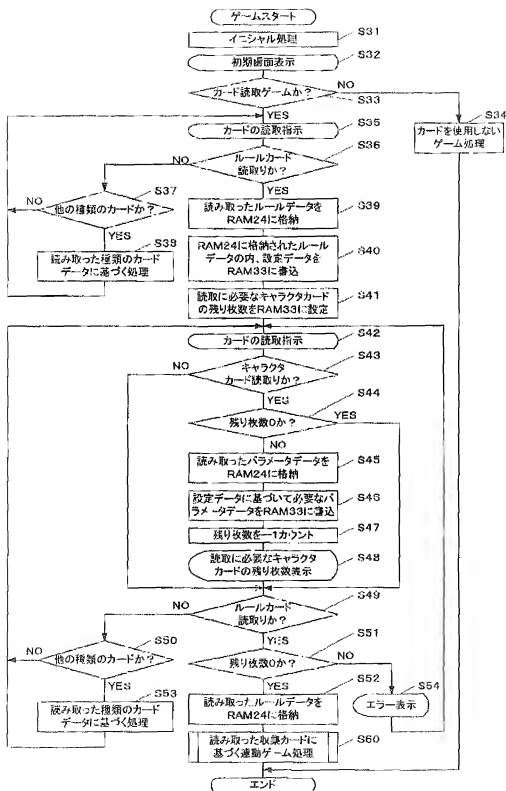 ゲームスタート
イニシャル処理
S31
初期画面表示
S32
カード読取ゲームか？
NO
S33
YES
S34
カードを使用しない
ゲーム処理
カードの読取指示
S35
ルールカード
読取りか？
NO
S36
YES
他の種類のカードか？
NO
S37
YES
読み取った種類のカード
データに基づく処理
S38
読み取ったルールデータを
RAM24に格納
S39
RAM24に格納されたルール
データの内、設定データを
RAM33に書込
S40
読取に必要なキャラクタカード
の残り枚数をRAM33に設定
S41
カードの読取指示
S42
キャラクタ
カード読取りか？
NO
S43
YES
残り枚数0か？
S44
YES
NO
読み取ったパラメータデータを
RAM24に格納
S45
設定データに基づいて必要なパ
ラメータデータをRAM33に書込
S46
残り枚数を－1カウント
S47
読取に必要なキャラクタ
カードの残り枚数表示
S48
ルールカード
読取りか？
NO
S49
YES
他の種類のカードか？
NO
S50
YES
残り枚数0か？
S51
NO
YES
読み取ったルールデータを
RAM24に格納
S52
読み取った種類のカード
データに基づく処理
S53
エラー表示
S54
読み取った収集カードに
基づく連動ゲーム処理
S60
エンド